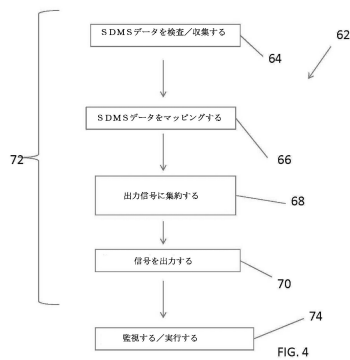 SDMSデータを検査/収集する
64
62
SDMSデータをマッピングする
66
72
出力信号に集約する
68
信号を出力する
70
74
監視する/実行する
FIG. 4